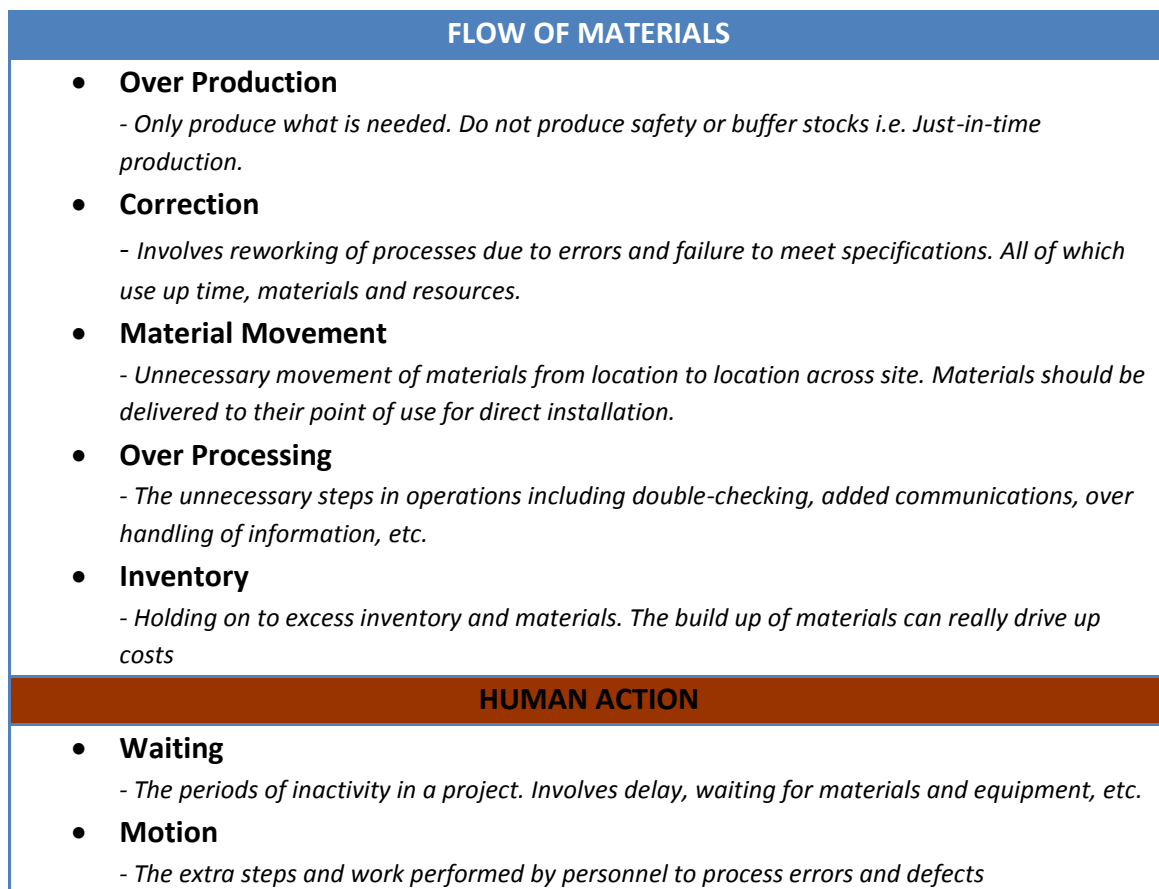 FLOW OF MATERIALS
• Over Production
- Only produce what is needed. Do not produce safety or buffer stocks i.e. Just-in-time
production.
• Correction
- Involves reworking of processes due to errors and failure to meet specifications. All of which
use up time, materials and resources.
• Material Movement
- Unnecessary movement of materials from location to location across site. Materials should be
delivered to their point of use for direct installation.
• Over Processing
- The unnecessary steps in operations including double-checking, added communications, over
handling of information, etc.
• Inventory
- Holding on to excess inventory and materials. The build up of materials can really drive up
costs
HUMAN ACTION
• Waiting
- The periods of inactivity in a project. Involves delay, waiting for materials and equipment, etc.
• Motion
- The extra steps and work performed by personnel to process errors and defects